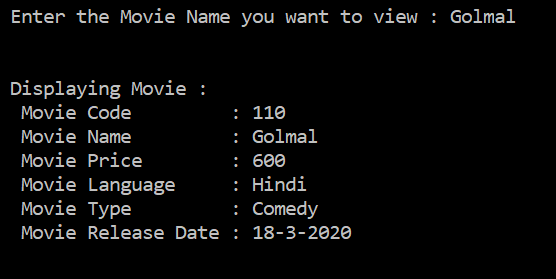 Enter the Movie Name you want to view : Golmal
Displaying Movie :
Movie Code : 110
Movie Name : Golmal
Movie Price : 600
Movie Language : Hindi
Movie Type : Comedy
Movie Release Date : 18-3-2020